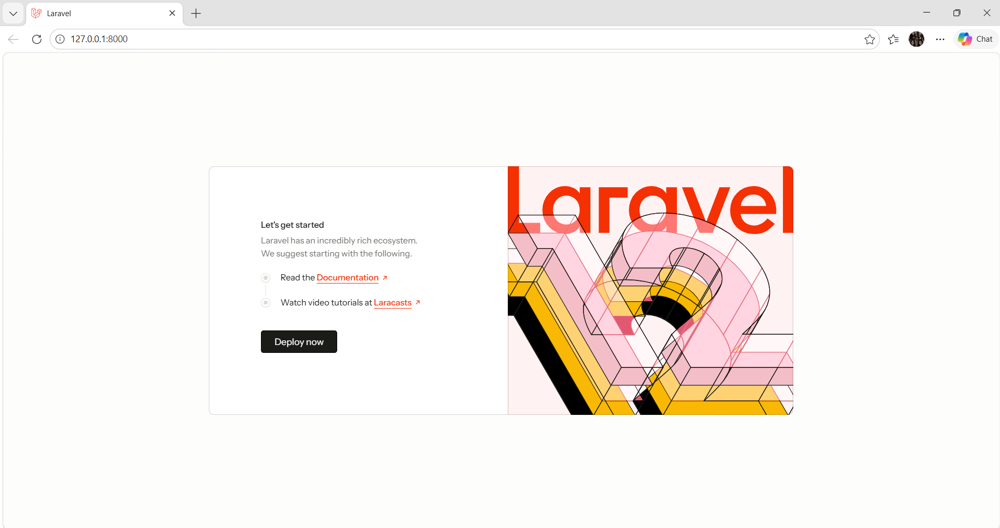 Laravel
127.0.0.1:8000
Chat
Let's get started
Laravel has an incredibly rich ecosystem.
We suggest starting with the following.
Read the Documentation
Watch video tutorials at Laracasts
Deploy now
Laravel